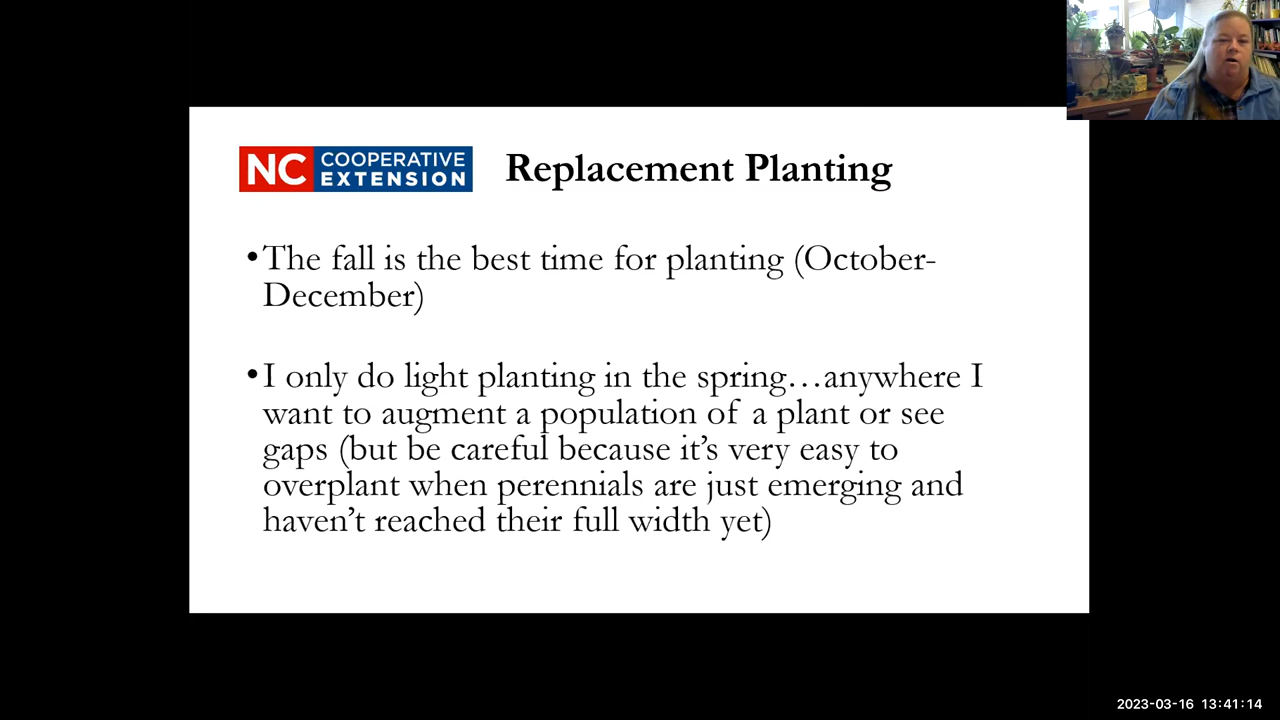 NC COOPERATIVE
EXTENSION
Replacement Planting
•The fall is the best time for planting (October-
December)
•I only do light planting in the spring…anywhere I
want to augment a population of a plant or see
gaps (but be careful because it’s very easy to
overplant when perennials are just emerging and
haven’t reached their full width yet)
2023-03-16 13:41:14